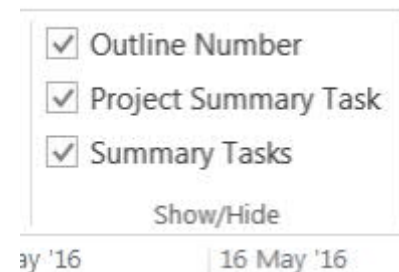 Outline Number
Project Summary Task
Summary Tasks
Show/Hide
ay '16 16 May '16